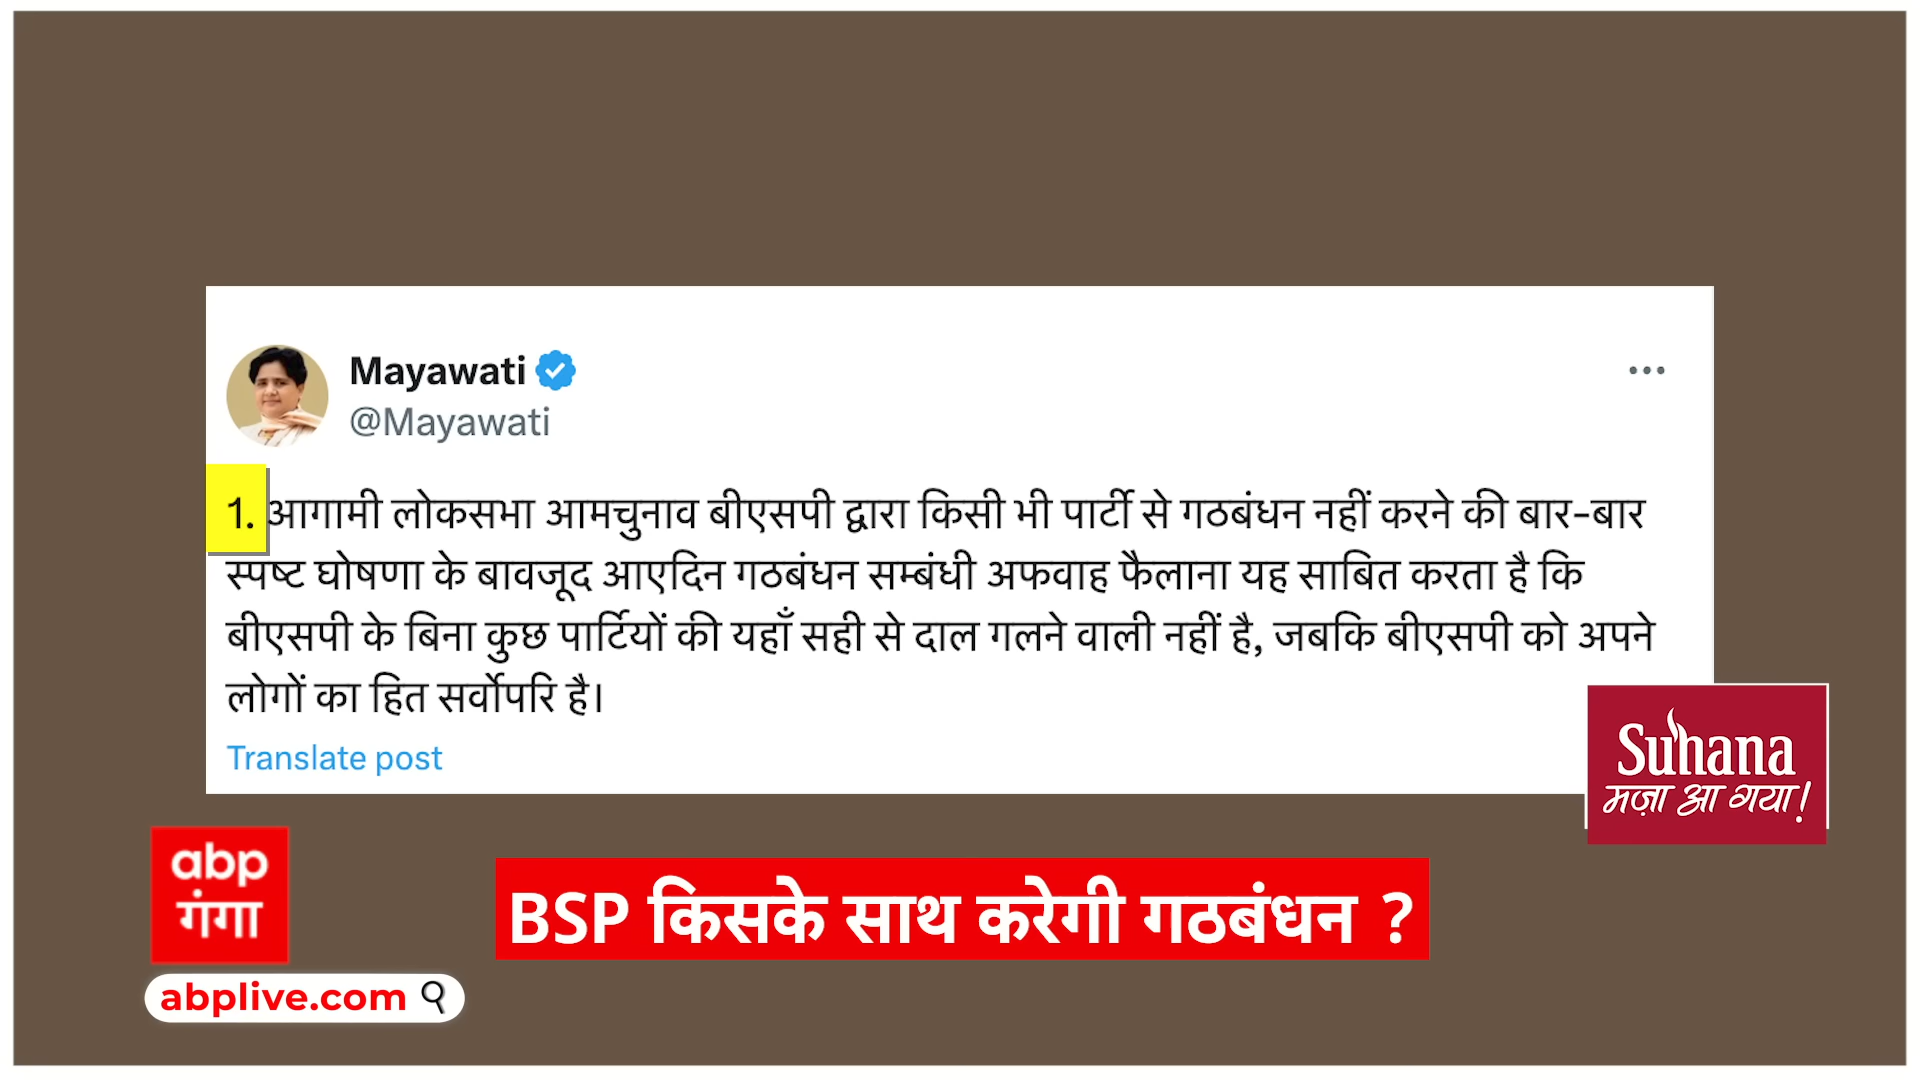 Mayawati
@Mayawati
1. आगामी लोकसभा आमचुनाव बीएसपी द्वारा किसी भी पार्टी से गठबंधन नहीं करने की बार-बार
स्पष्ट घोषणा के बावजूद आएदिन गठबंधन सम्बंधी अफवाह फैलाना यह साबित करता है कि
बीएसपी के बिना कुछ पार्टियों की यहाँ सही से दाल गलने वाली नहीं है, जबकि बीएसपी को अपने
लोगों का हित सर्वोपरि है।
Translate post
Suhana
मज़ा आ गया!
abp
गंगा
BSP किसके साथ करेगी गठबंधन ?
abplive.com